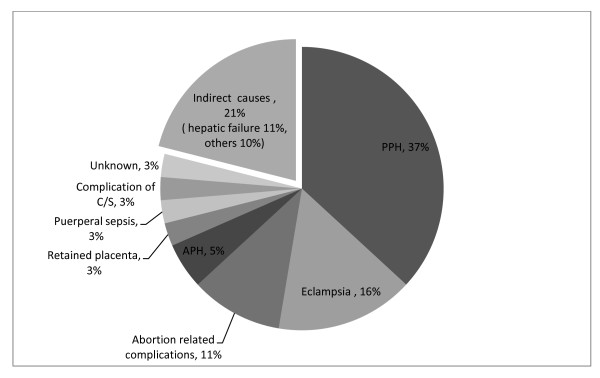 Indirect causes ,
21%
( hepatic failure 11%,
others 10%)
PPH, 37%
Unknown, 3%
Complication of
C/S, 3%
Puerperal sepsis,
3%
Retained placenta,
3%
APH, 5%
Eclampsia , 16%
Abortion related
complications, 11%